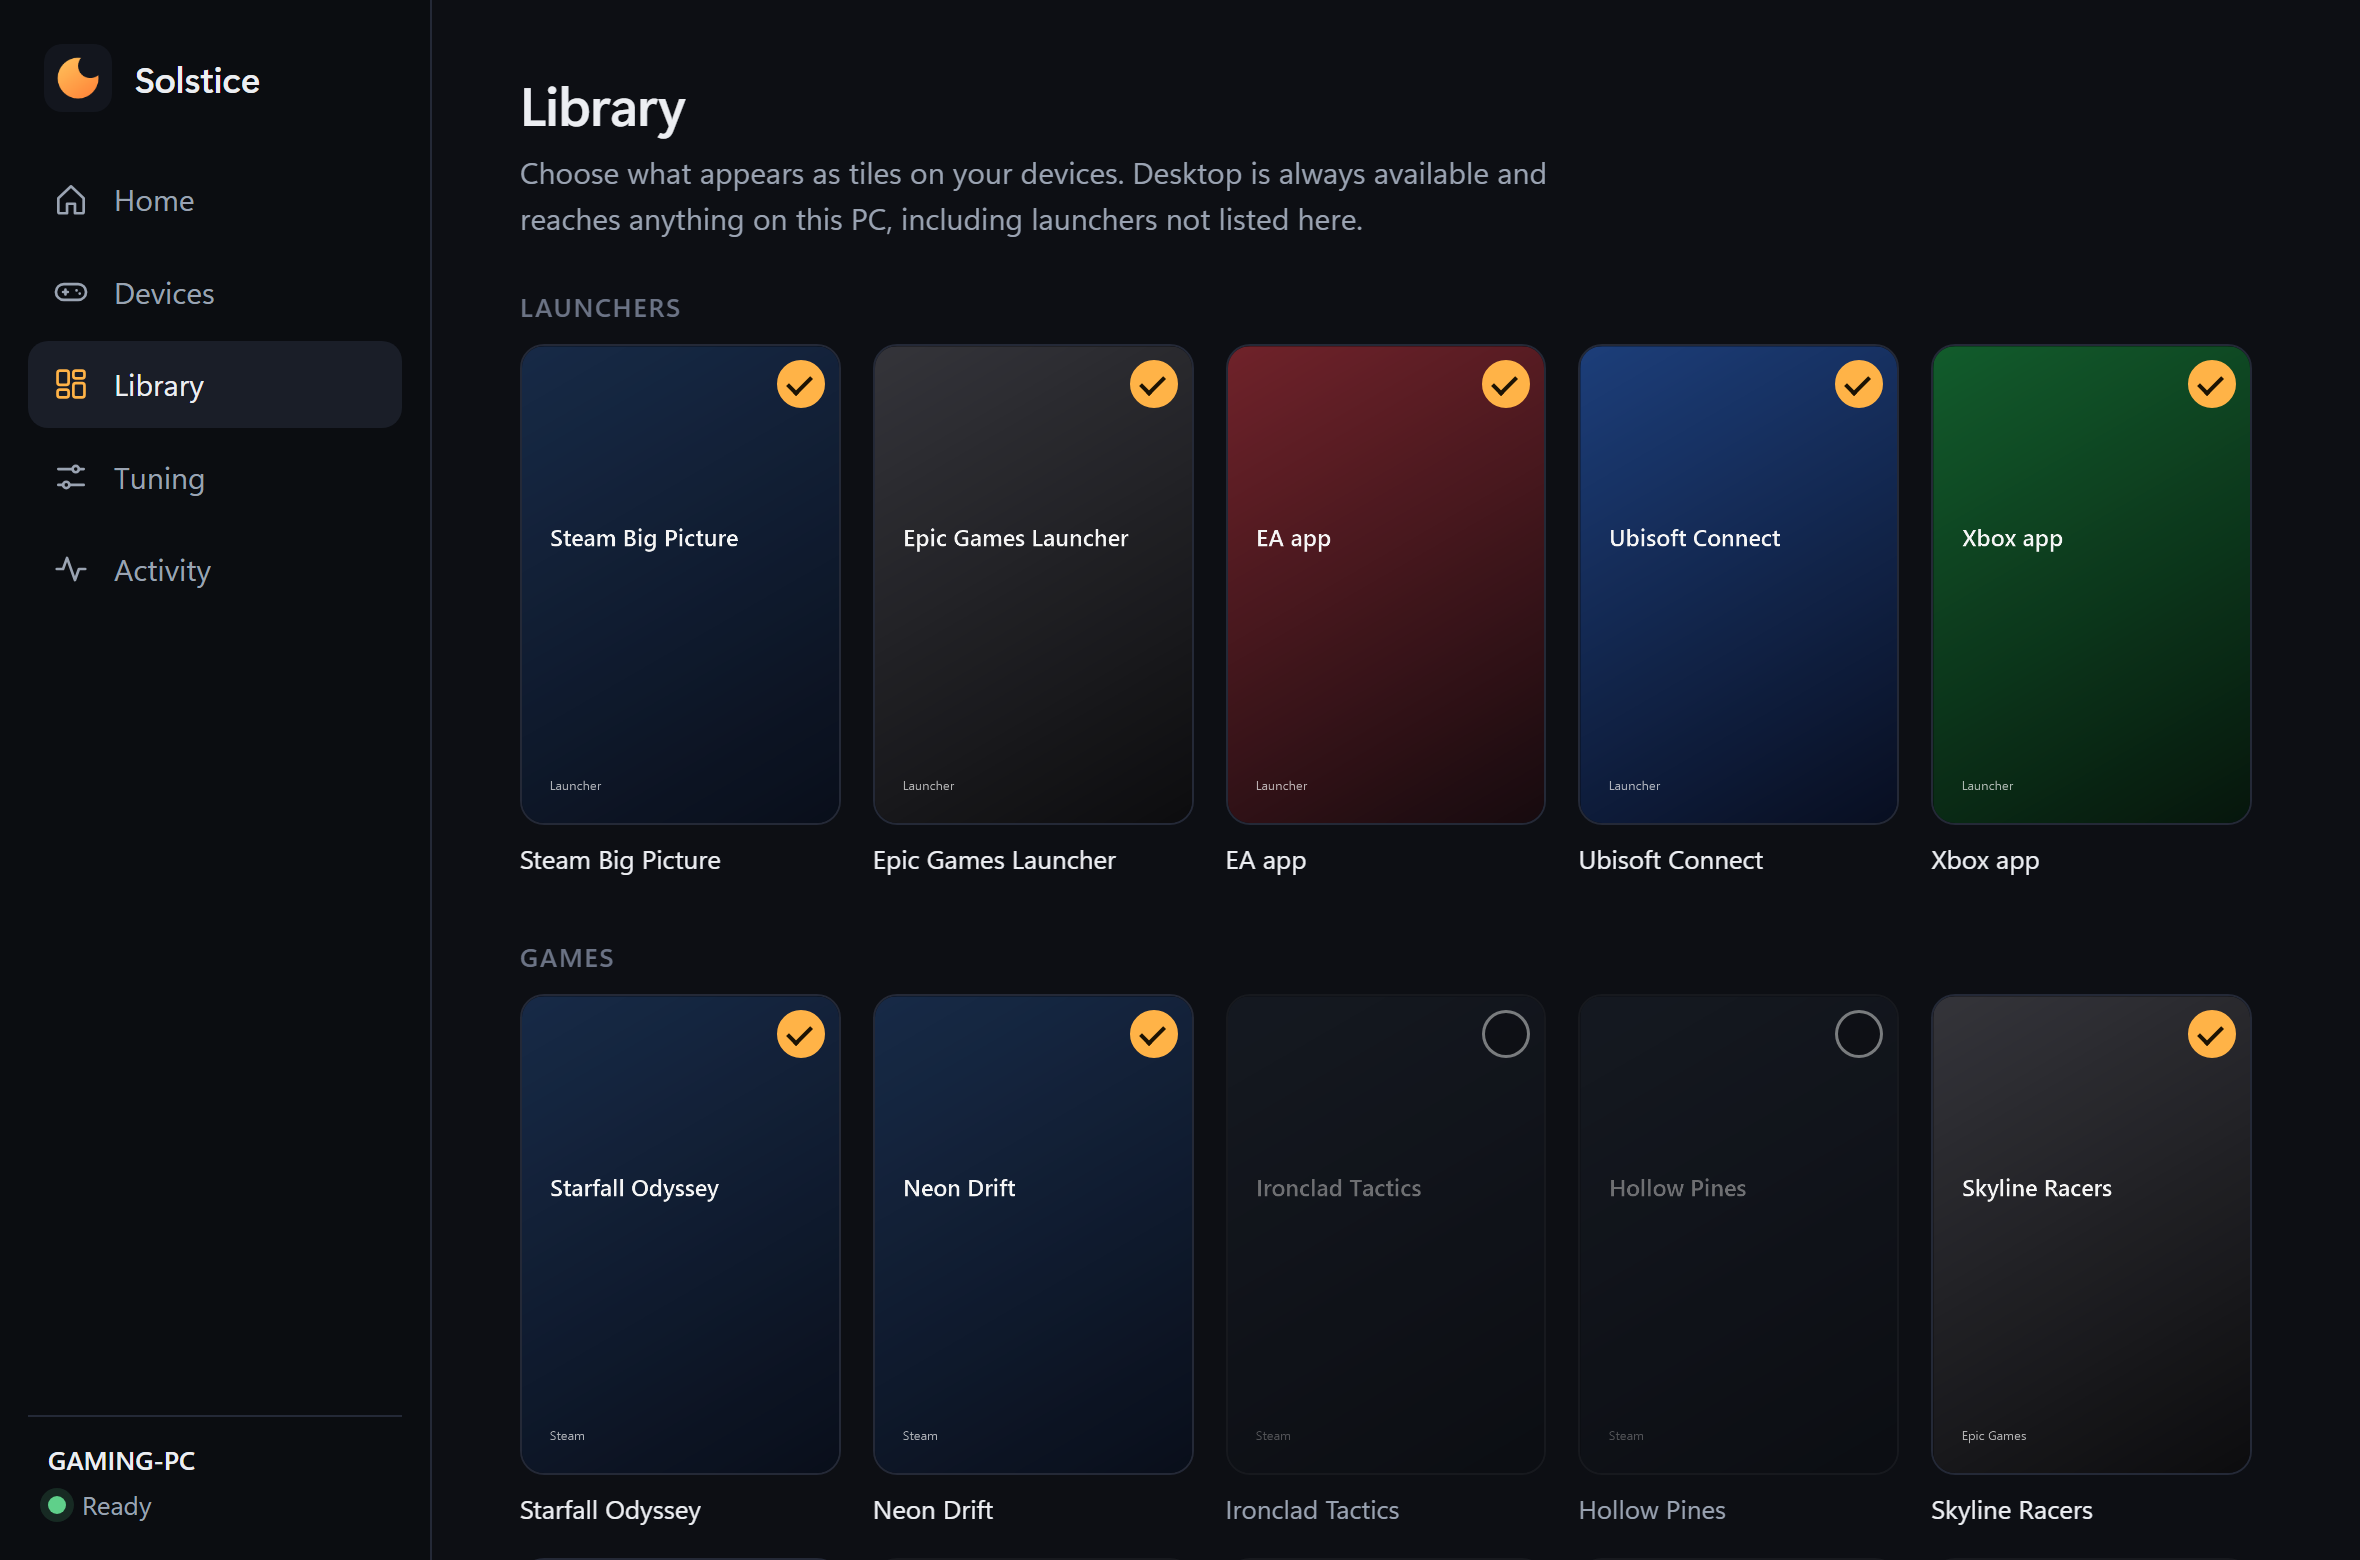 Solstice
Home
Devices
Library
Tuning
Activity
GAMING-PC
Ready
Library
Choose what appears as tiles on your devices. Desktop is always available and
reaches anything on this PC, including launchers not listed here.
LAUNCHERS
Steam Big Picture
Launcher
Steam Big Picture
Epic Games Launcher
Launcher
Epic Games Launcher
EA app
Launcher
EA app
Ubisoft Connect
Launcher
Ubisoft Connect
Xbox app
Launcher
Xbox app
GAMES
Starfall Odyssey
Steam
Starfall Odyssey
Neon Drift
Steam
Neon Drift
Ironclad Tactics
Steam
Ironclad Tactics
Hollow Pines
Steam
Hollow Pines
Skyline Racers
Epic Games
Skyline Racers